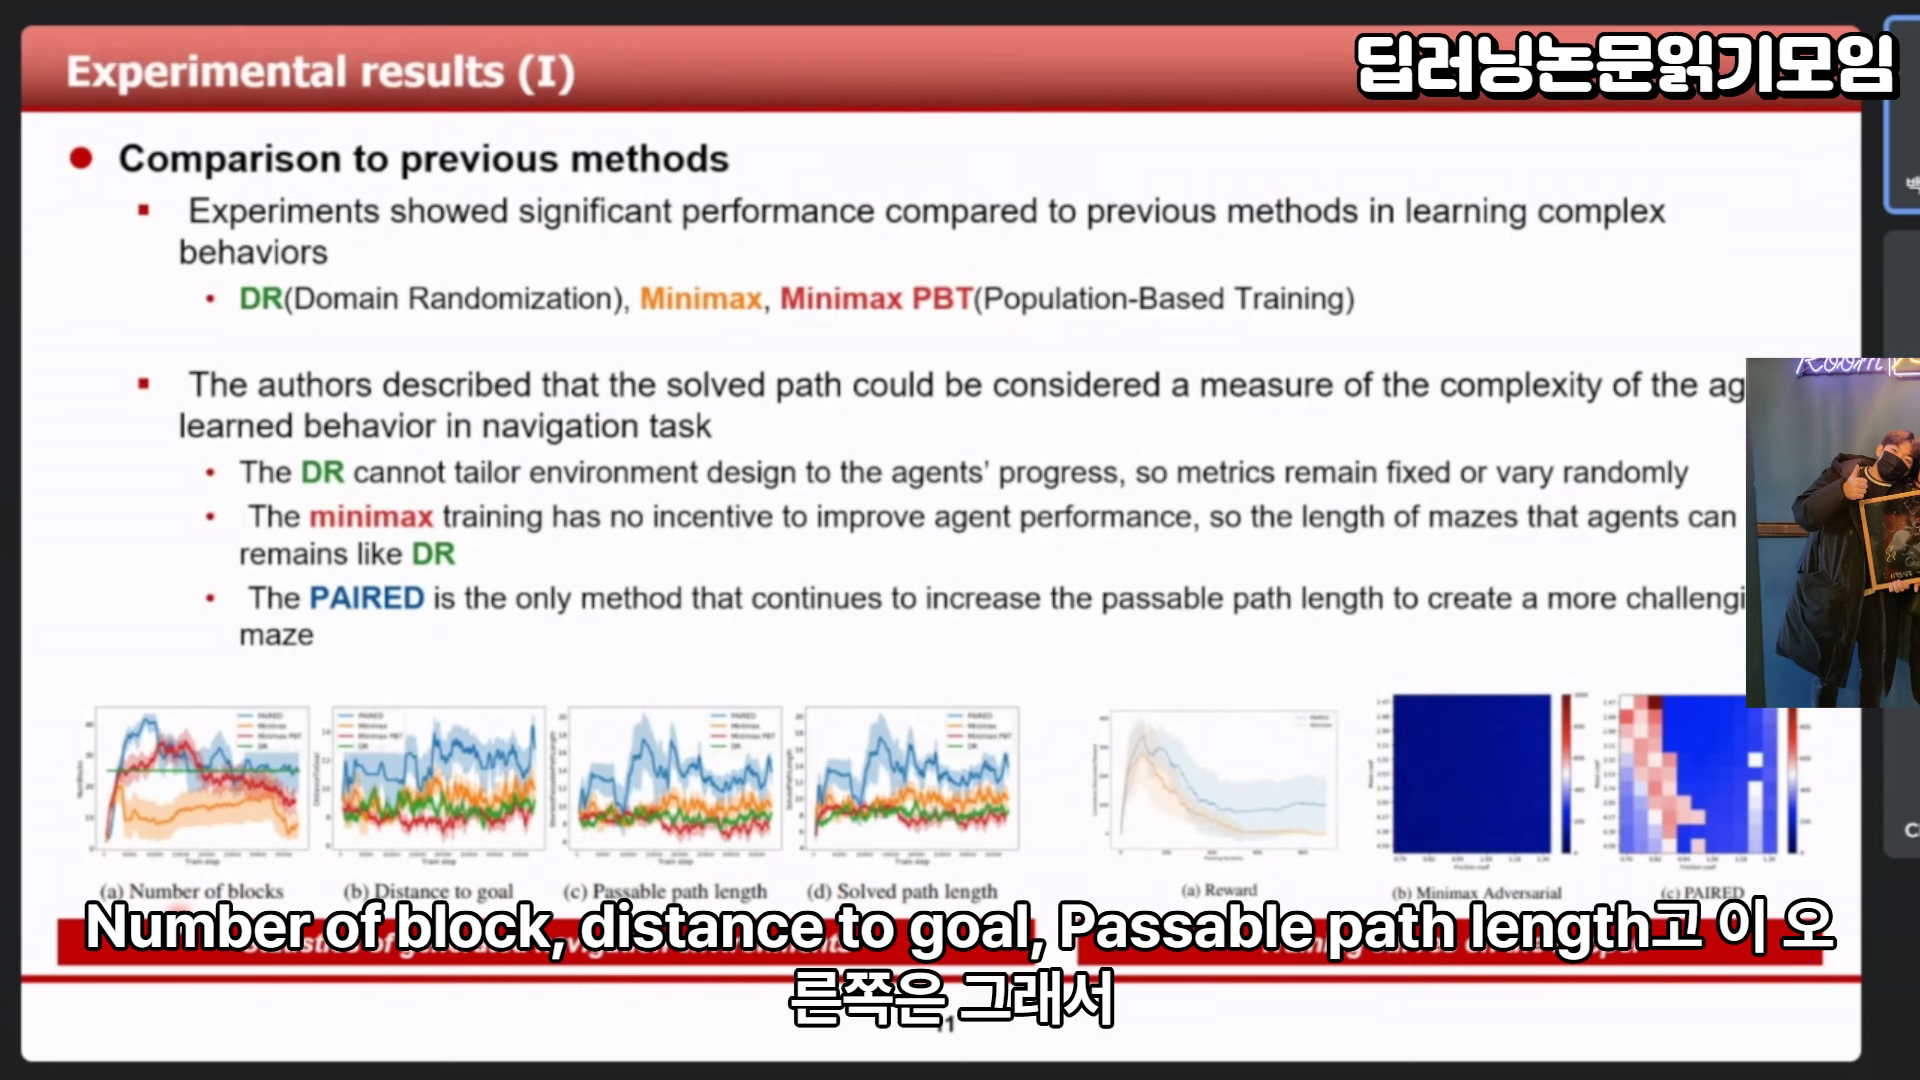 Experimental results (I)
딥러닝논문읽기모임
Comparison to previous methods
Experiments showed significant performance compared to previous methods in learning complex
behaviors
DR(Domain Randomization), Minimax, Minimax PBT(Population-Based Training)
The authors described that the solved path could be considered a measure of the complexity of the ag
learned behavior in navigation task
The DR cannot tailor environment design to the agents' progress, so metrics remain fixed or vary randomly
The minimax training has no incentive to improve agent performance, so the length of mazes that agents can
remains like DR
The PAIRED is the only method that continues to increase the passable path length to create a more challengi
maze
PAIRED
Minimax
Minimax PBT
DR
Train step
(a) Number of blocks
(b) Distance to goal
(c) Passable path length
(d) Solved path length
(a) Reward
(b) Minimax Adversarial
(c) PAIRED
Number of block, distance to goal, Passable path length고 이 오
른쪽은 그래서